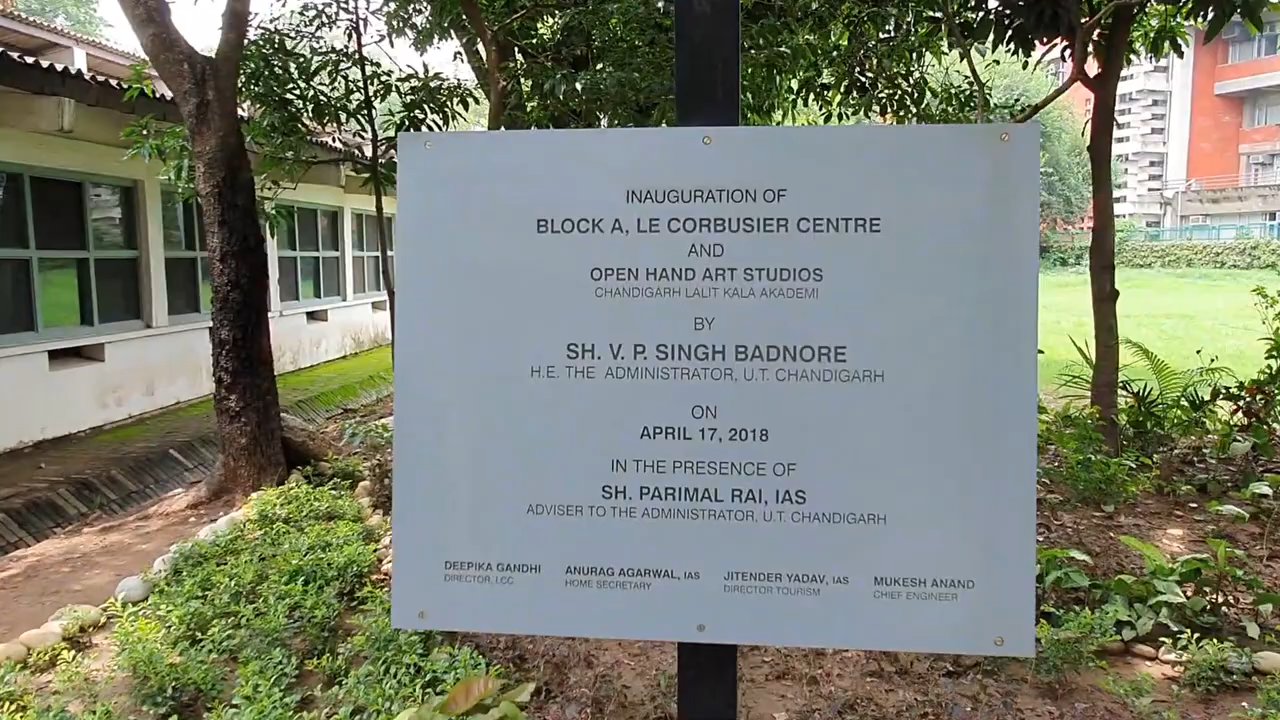 INAUGURATION OF
BLOCK A, LE CORBUSIER CENTRE
AND
OPEN HAND ART STUDIOS
CHANDIGARH LALIT KALA AKADEMI
BY
SH. V. P. SINGH BADNORE
H.E. THE ADMINISTRATOR, U.T. CHANDIGARH
ON
APRIL 17, 2018
IN THE PRESENCE OF
SH. PARIMAL RAI, IAS
ADVISER TO THE ADMINISTRATOR, U.T. CHANDIGARH
DEEPIKA GANDHI ANURAG AGARWAL, IAS JITENDER YADAV, IAS MUKESH ANAND
DIRECTOR, LCC HOME SECRETARY DIRECTOR TOURISM CHIEF ENGINEER